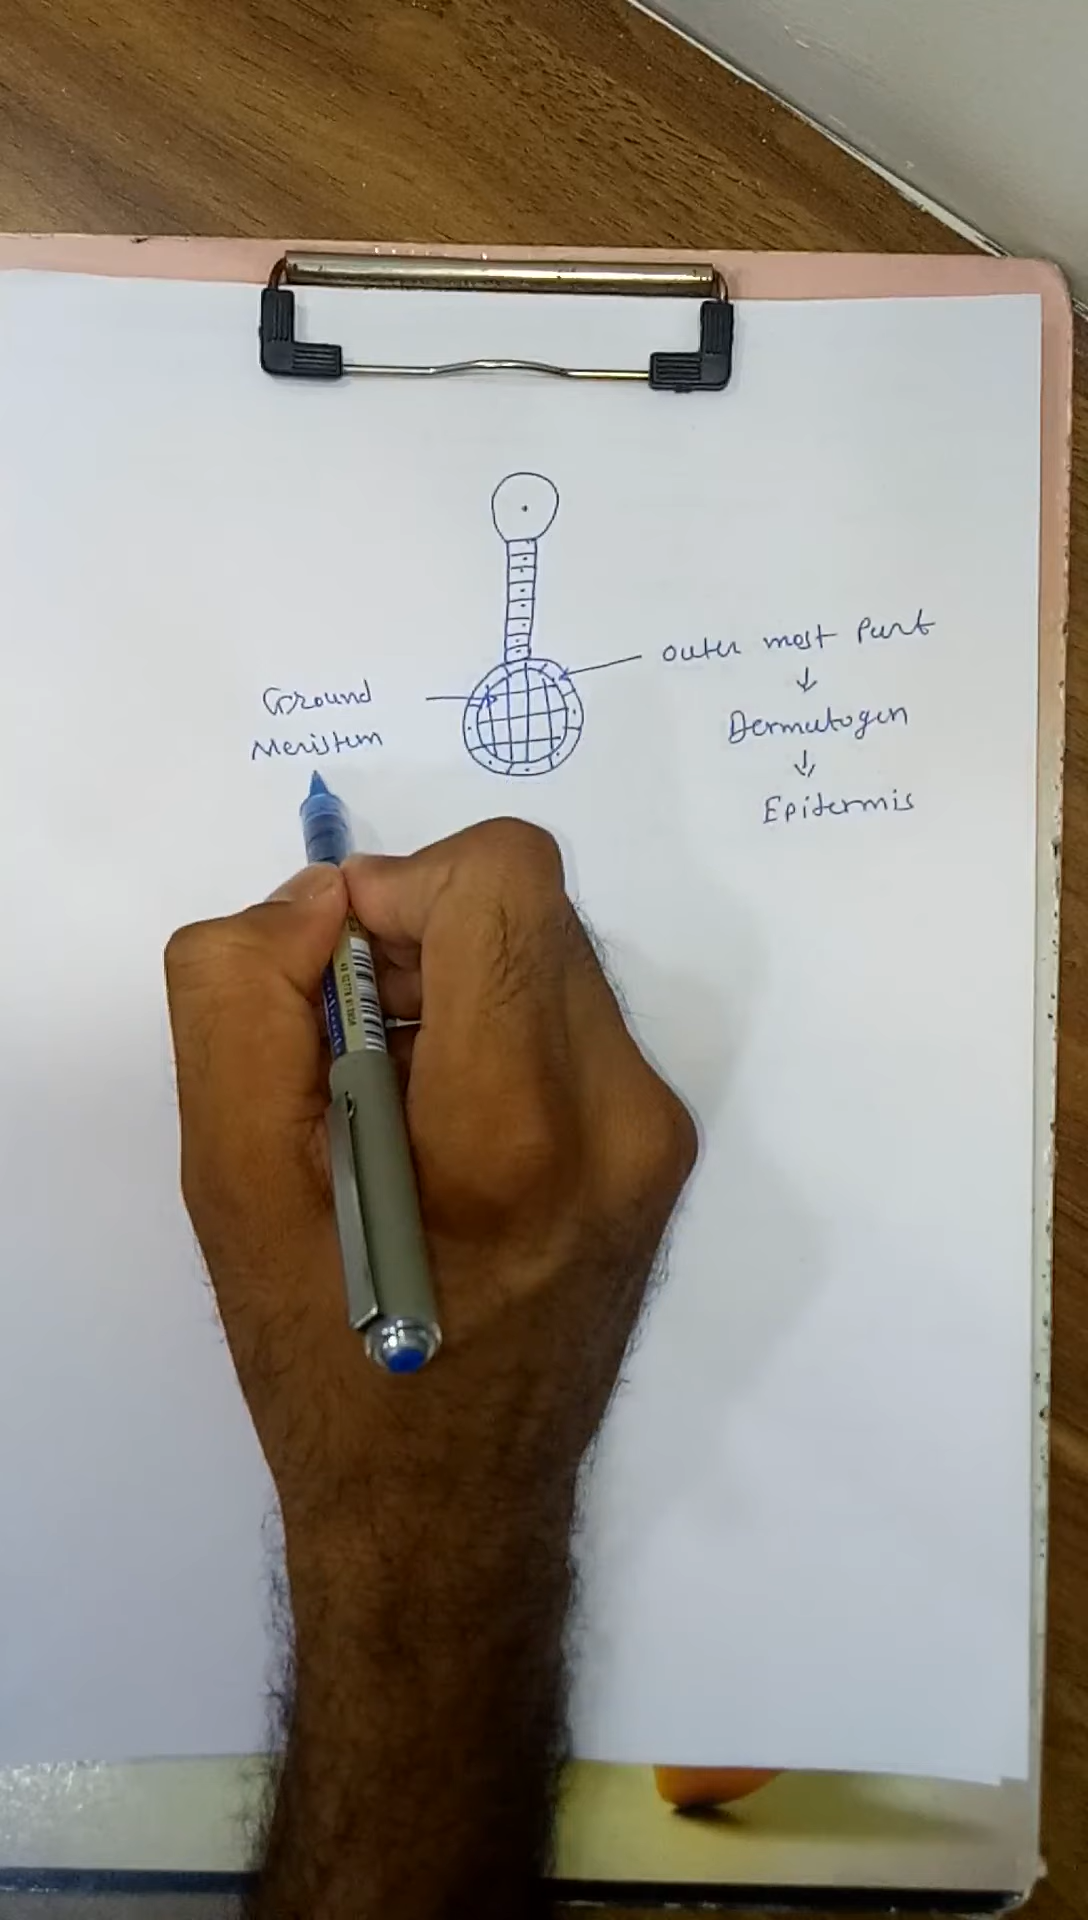 outer most Part
↓
Dermatogen
↓
Epidermis
Ground
Meristem